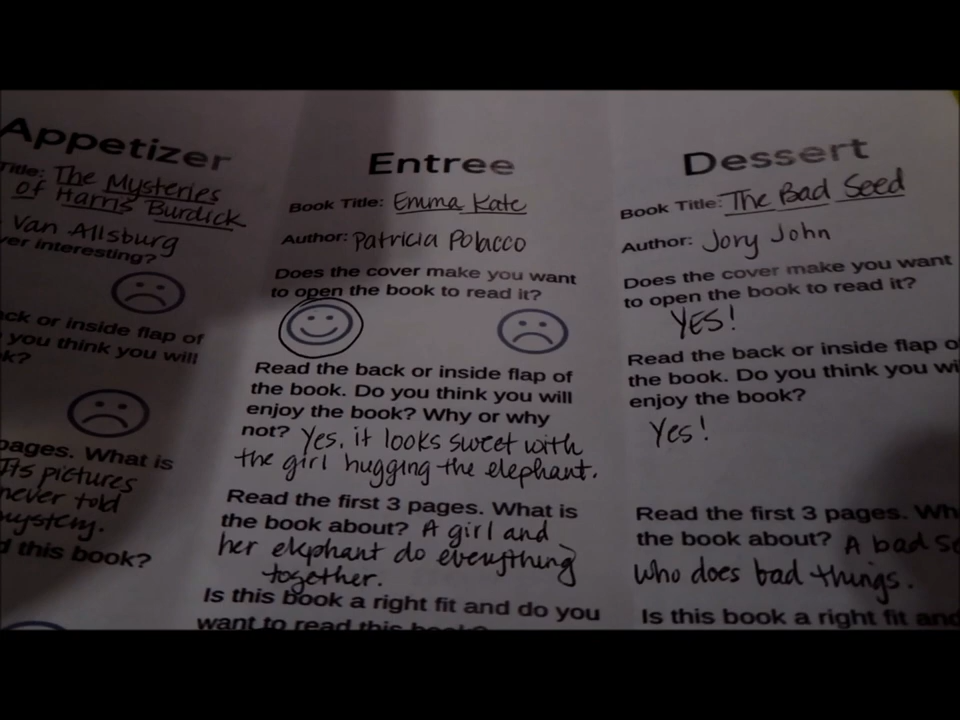 Appetizer
Title: The Mysteries
of Harris Burdick
Van Allsburg
interesting?
or inside flap of
you think you will
pages. What is
Its pictures
never told
mystery.
this book?
Entree
Book Title: Emma Kate
Author: Patricia Polacco
Does the cover make you want
to open the book to read it?
Read the back or inside flap of
the book. Do you think you will
enjoy the book? Why or why
not? Yes, it looks sweet with
the girl hugging the elephant.
Read the first 3 pages. What is
the book about? A girl and
her elephant do everything
together.
Is this book a right fit and do you
want to read this book?
Dessert
Book Title: The Bad Seed
Author: Jory John
Does the cover make you want
to open the book to read it?
YES!
Read the back or inside flap
the book. Do you think you
enjoy the book?
Yes!
Read the first 3 pages.
the book about? A bad
who does bad things.
Is this book a right fit